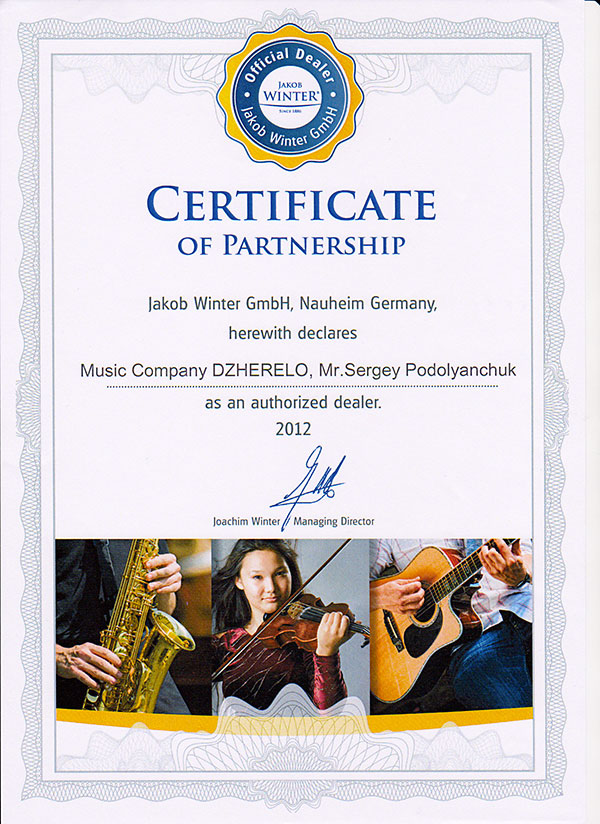 Official Dealer
JAKOB
WINTER®
SINCE 1886
Jakob Winter GmbH
CERTIFICATE
OF PARTNERSHIP
Jakob Winter GmbH, Nauheim Germany,
herewith declares
Music Company DZHERELO, Mr.Sergey Podolyanchuk
as an authorized dealer.
2012
Joachim Winter / Managing Director